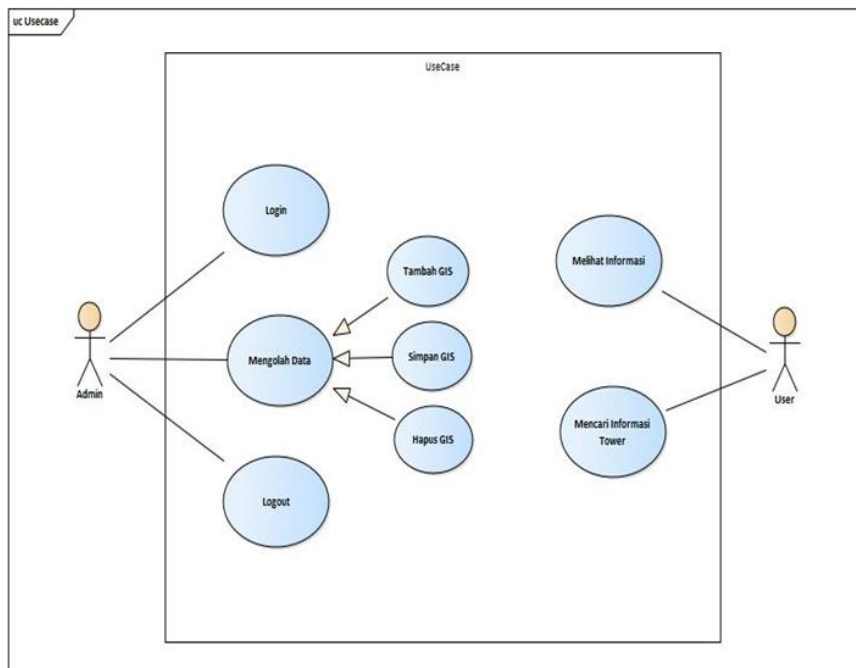 uc Usecase
UseCase
Login
Tambah GIS
Melihat Informasi
Mengolah Data
Simpan GIS
Admin
User
Hapus GIS
Mencari Informasi
Tower
Logout